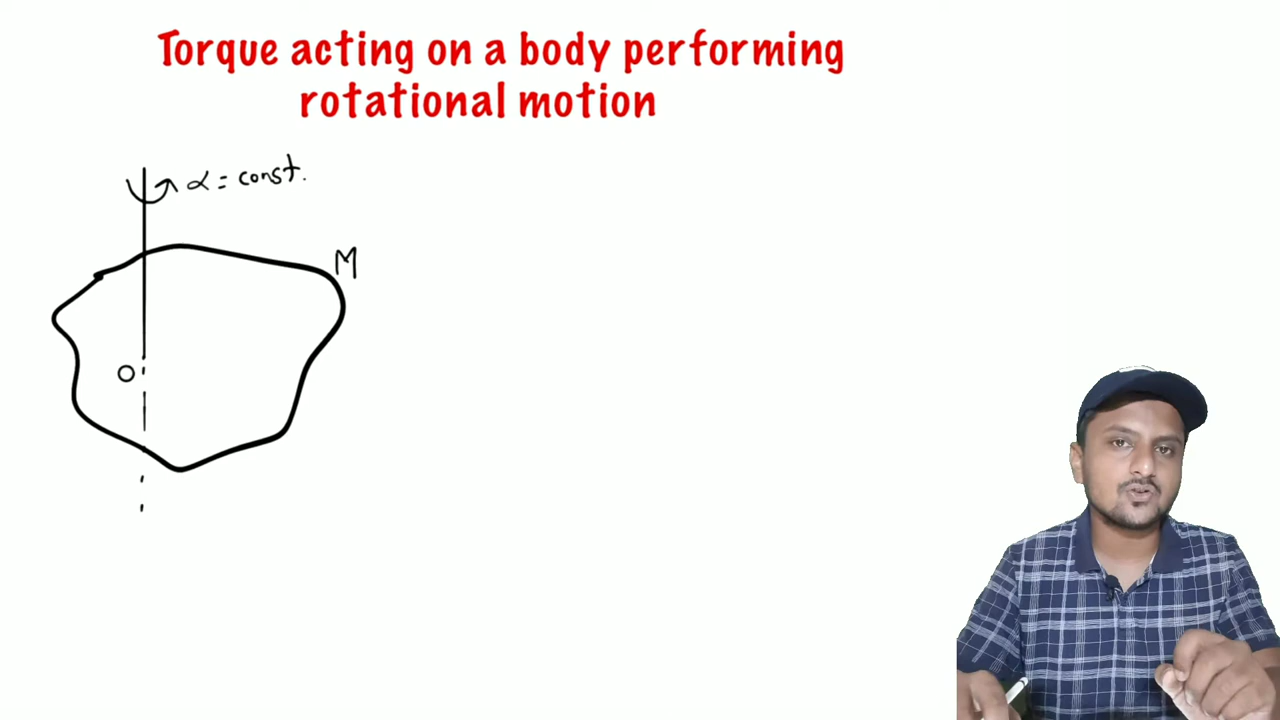 Torque acting on a body performing
rotational motion
α = const.
M
O